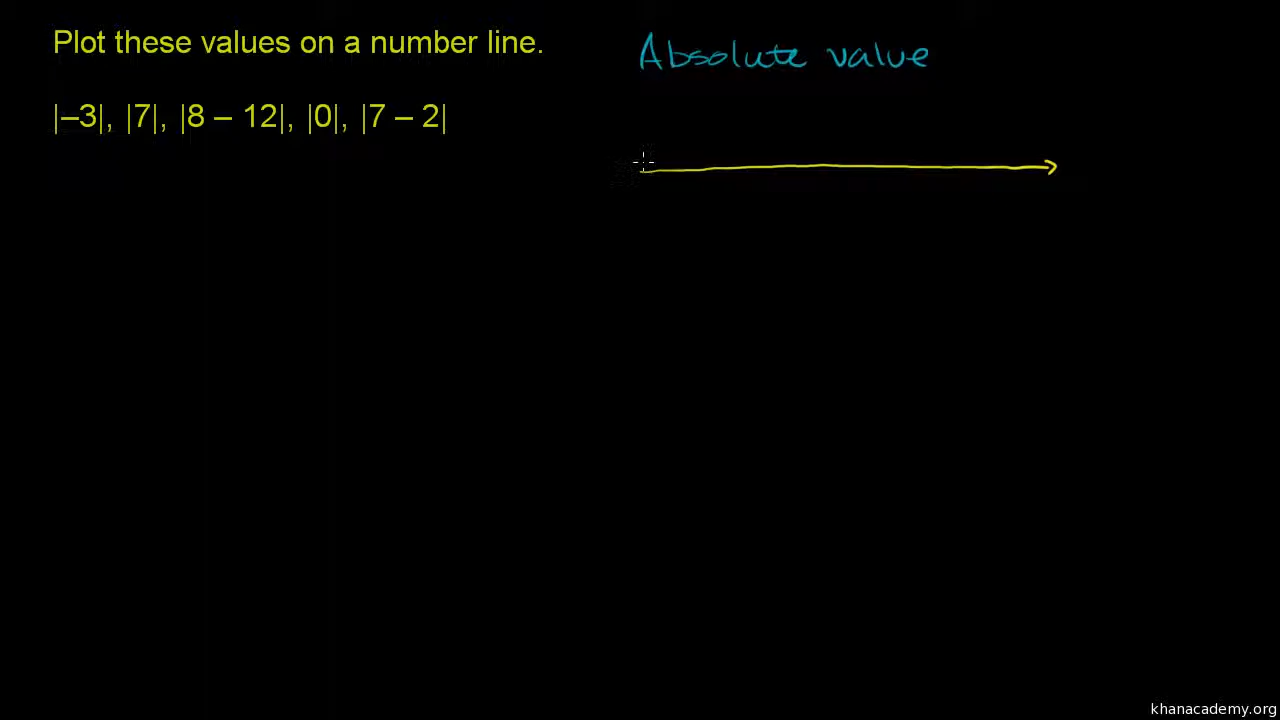 Plot these values on a number line.
Absolute value
|–3|, |7|, |8 – 12|, |0|, |7 – 2|
khanacademy.org